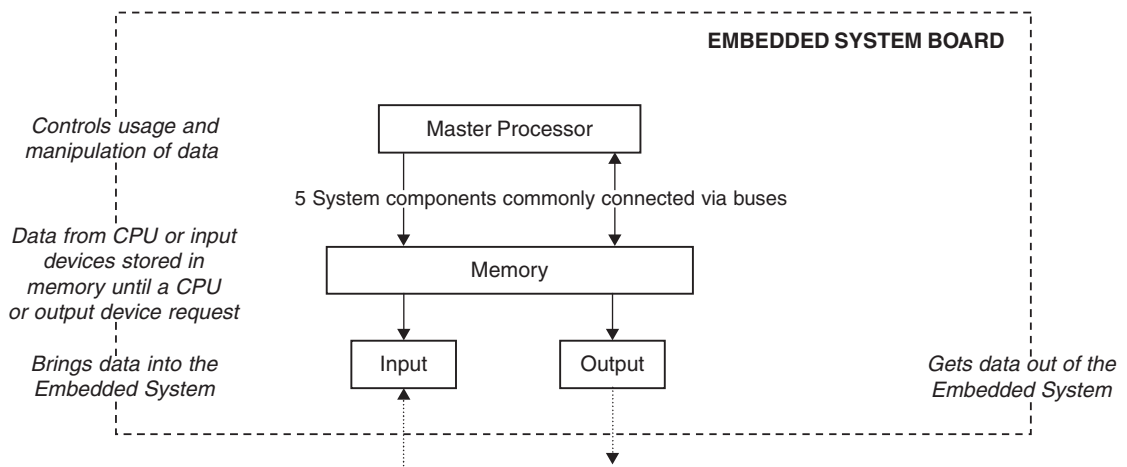 EMBEDDED SYSTEM BOARD
Controls usage and
manipulation of data
Master Processor
5 System components commonly connected via buses
Data from CPU or input
devices stored in
memory until a CPU
or output device request
Memory
Brings data into the
Embedded System
Input
Output
Gets data out of the
Embedded System